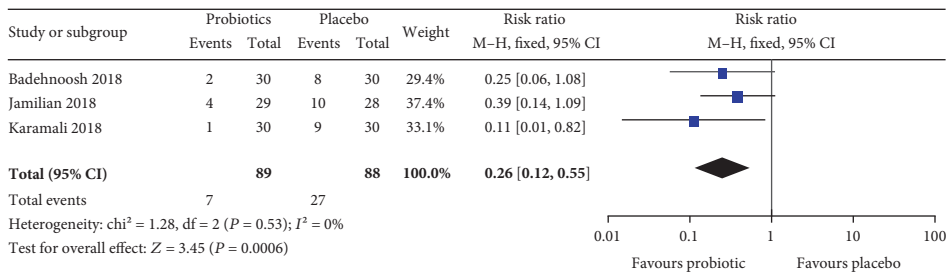 Study or subgroup Probiotics Placebo Weight Risk ratio Risk ratio
Events Total Events Total M–H, fixed, 95% CI M–H, fixed, 95% CI
Badehnoosh 2018 2 30 8 30 29.4% 0.25 [0.06, 1.08]
Jamilian 2018 4 29 10 28 37.4% 0.39 [0.14, 1.09]
Karamali 2018 1 30 9 30 33.1% 0.11 [0.01, 0.82]
Total (95% CI) 89 88 100.0% 0.26 [0.12, 0.55]
Total events 7 27
Heterogeneity: chi² = 1.28, df = 2 (P = 0.53); I² = 0%
Test for overall effect: Z = 3.45 (P = 0.0006)
0.01 0.1 1 10 100
Favours probiotic Favours placebo